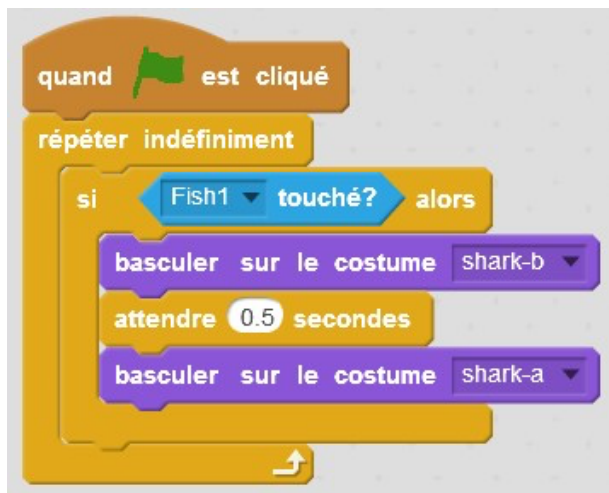 quand est cliqué
répéter indéfiniment
si Fish1 touché? alors
basculer sur le costume shark-b
attendre 0.5 secondes
basculer sur le costume shark-a